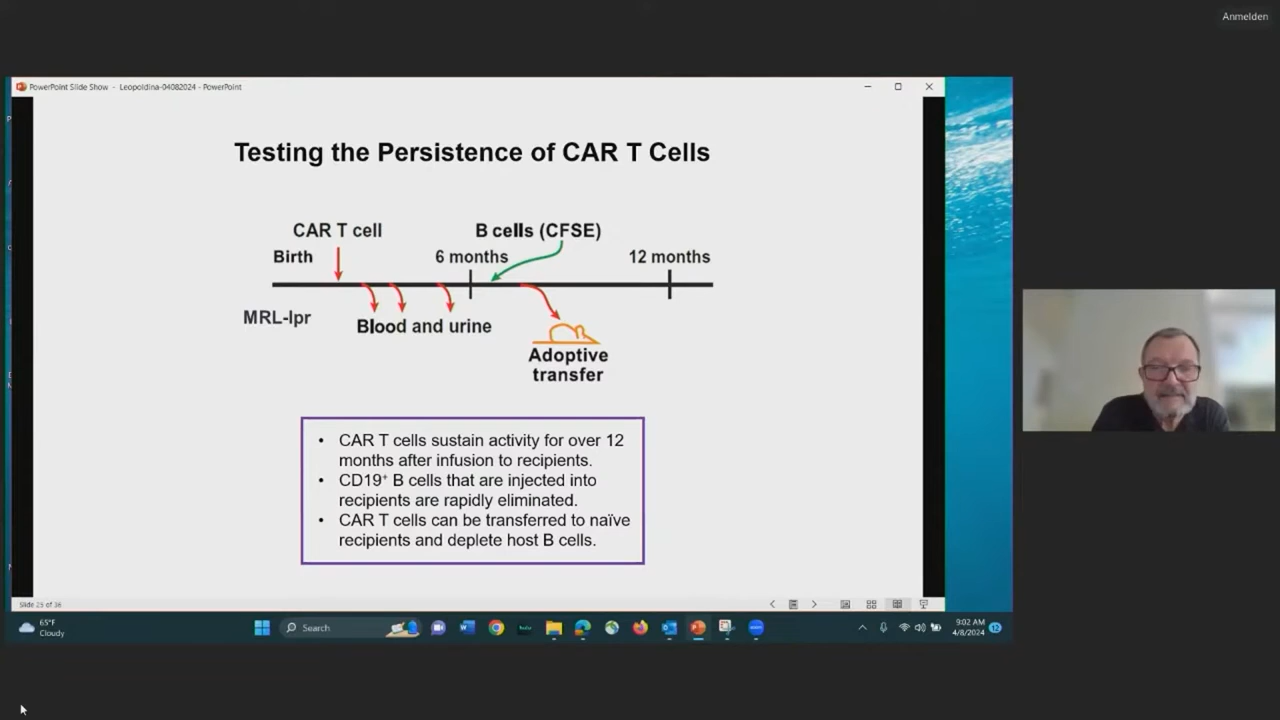 Anmelden
PowerPoint Slide Show - Leopoldina-04082024 - PowerPoint
Testing the Persistence of CAR T Cells
CAR T cell
B cells (CFSE)
Birth
6 months
12 months
MRL-lpr
Blood and urine
Adoptive
transfer
• CAR T cells sustain activity for over 12
months after infusion to recipients.
• CD19⁺ B cells that are injected into
recipients are rapidly eliminated.
• CAR T cells can be transferred to naïve
recipients and deplete host B cells.
65°F
Cloudy
Search
9:02 AM
4/8/2024
12